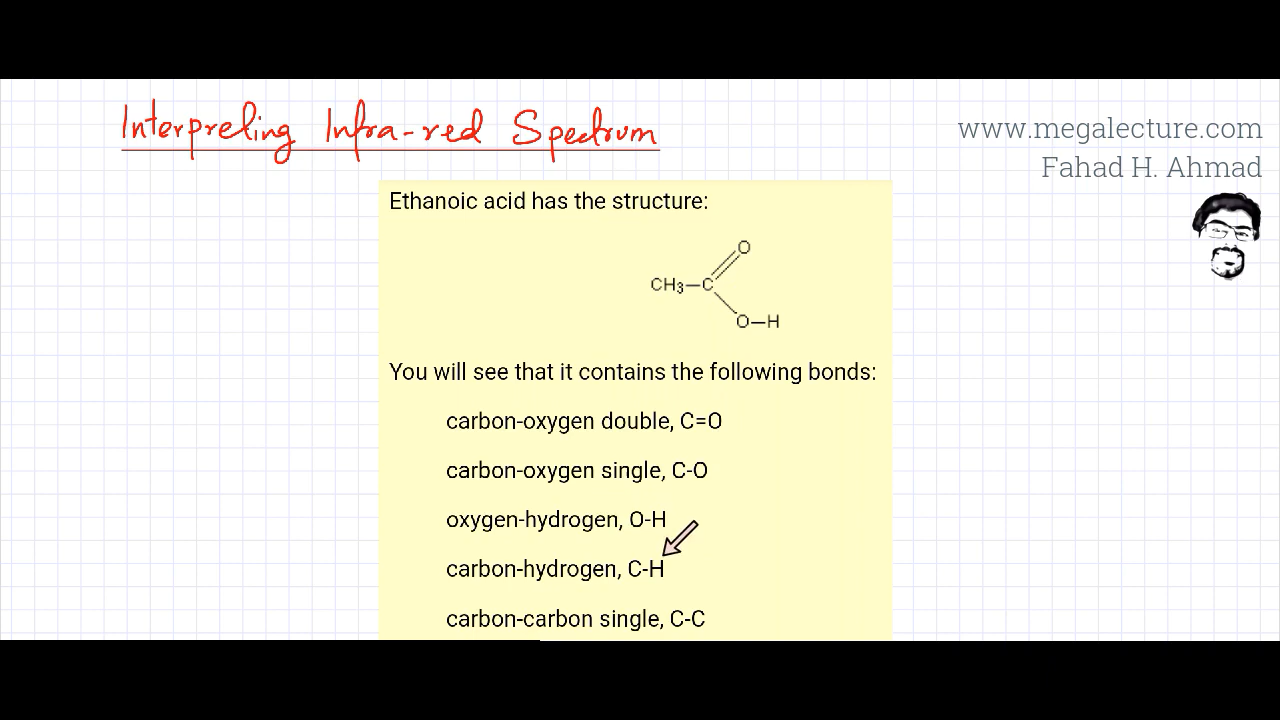 Interpreting Infra-red Spectrum
www.megalecture.com
Fahad H. Ahmad
Ethanoic acid has the structure:
O
CH₃—C
O—H
You will see that it contains the following bonds:
carbon-oxygen double, C=O
carbon-oxygen single, C-O
oxygen-hydrogen, O-H
carbon-hydrogen, C-H
carbon-carbon single, C-C